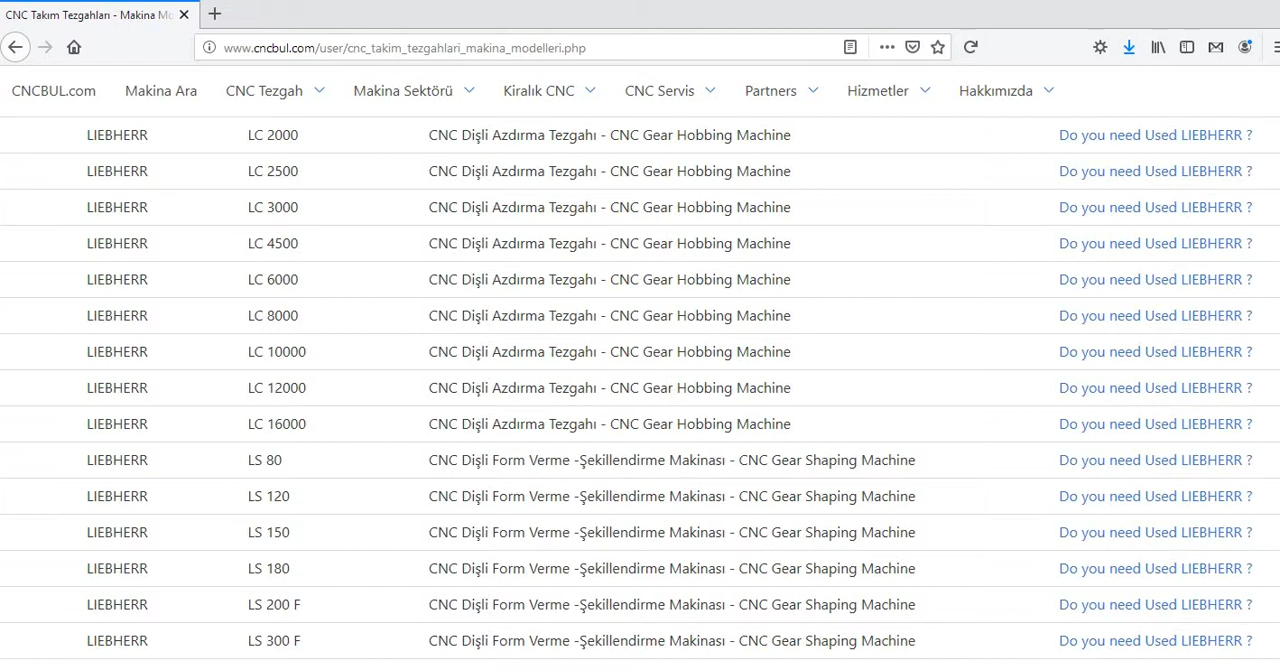 CNC Takım Tezgahları - Makina Mo
www.cncbul.com/user/cnc_takim_tezgahlari_makina_modelleri.php
CNCBUL.com Makina Ara CNC Tezgah Makina Sektörü Kiralık CNC CNC Servis Partners Hizmetler Hakkımızda
LIEBHERR LC 2000 CNC Dişli Azdırma Tezgahı - CNC Gear Hobbing Machine Do you need Used LIEBHERR ?
LIEBHERR LC 2500 CNC Dişli Azdırma Tezgahı - CNC Gear Hobbing Machine Do you need Used LIEBHERR ?
LIEBHERR LC 3000 CNC Dişli Azdırma Tezgahı - CNC Gear Hobbing Machine Do you need Used LIEBHERR ?
LIEBHERR LC 4500 CNC Dişli Azdırma Tezgahı - CNC Gear Hobbing Machine Do you need Used LIEBHERR ?
LIEBHERR LC 6000 CNC Dişli Azdırma Tezgahı - CNC Gear Hobbing Machine Do you need Used LIEBHERR ?
LIEBHERR LC 8000 CNC Dişli Azdırma Tezgahı - CNC Gear Hobbing Machine Do you need Used LIEBHERR ?
LIEBHERR LC 10000 CNC Dişli Azdırma Tezgahı - CNC Gear Hobbing Machine Do you need Used LIEBHERR ?
LIEBHERR LC 12000 CNC Dişli Azdırma Tezgahı - CNC Gear Hobbing Machine Do you need Used LIEBHERR ?
LIEBHERR LC 16000 CNC Dişli Azdırma Tezgahı - CNC Gear Hobbing Machine Do you need Used LIEBHERR ?
LIEBHERR LS 80 CNC Dişli Form Verme -Şekillendirme Makinası - CNC Gear Shaping Machine Do you need Used LIEBHERR ?
LIEBHERR LS 120 CNC Dişli Form Verme -Şekillendirme Makinası - CNC Gear Shaping Machine Do you need Used LIEBHERR ?
LIEBHERR LS 150 CNC Dişli Form Verme -Şekillendirme Makinası - CNC Gear Shaping Machine Do you need Used LIEBHERR ?
LIEBHERR LS 180 CNC Dişli Form Verme -Şekillendirme Makinası - CNC Gear Shaping Machine Do you need Used LIEBHERR ?
LIEBHERR LS 200 F CNC Dişli Form Verme -Şekillendirme Makinası - CNC Gear Shaping Machine Do you need Used LIEBHERR ?
LIEBHERR LS 300 F CNC Dişli Form Verme -Şekillendirme Makinası - CNC Gear Shaping Machine Do you need Used LIEBHERR ?